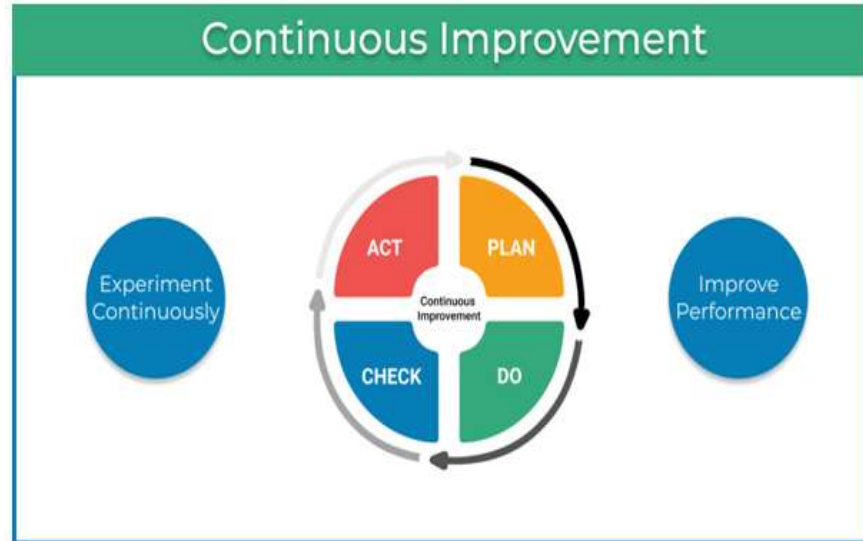 Continuous Improvement
Experiment
Continuously
ACT
PLAN
Continuous
Improvement
CHECK
DO
Improve
Performance